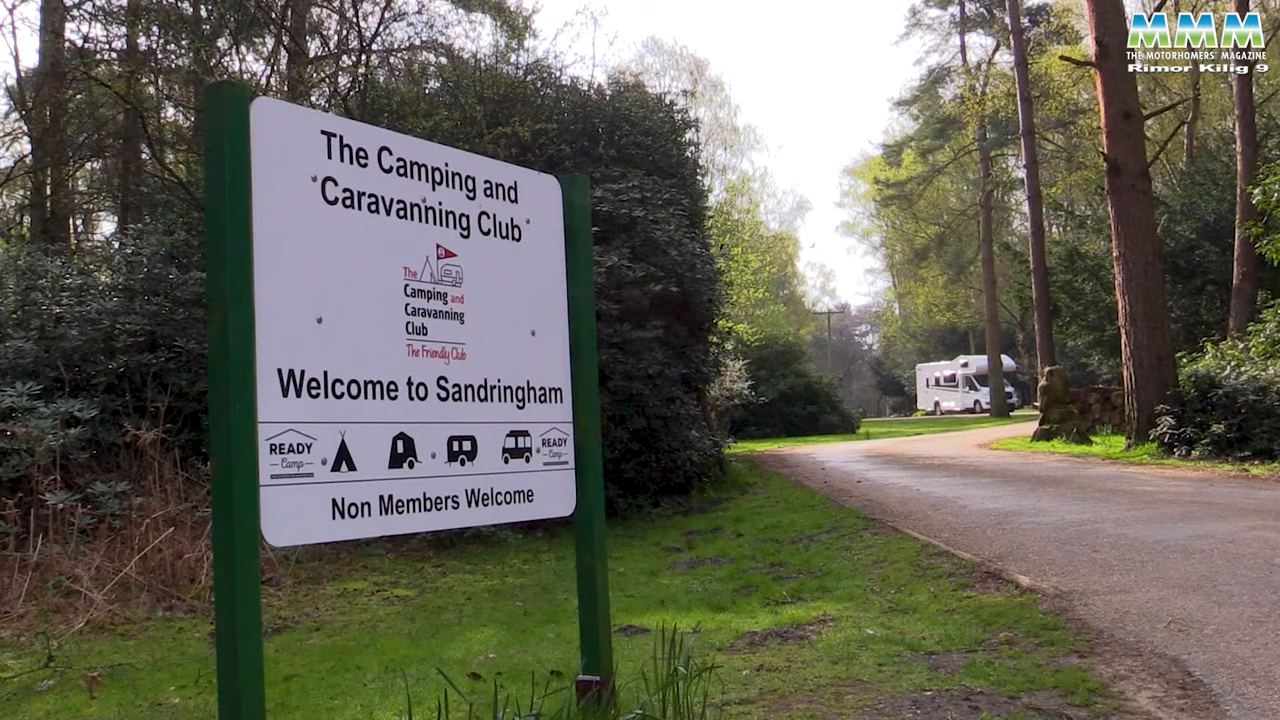 MMM
THE MOTORHOMERS' MAGAZINE
Rimor Kilig 9
The Camping and
Caravanning Club
The
Camping and
Caravanning
Club
The Friendly Club
Welcome to Sandringham
READY
Camp
READY
Camp
Non Members Welcome